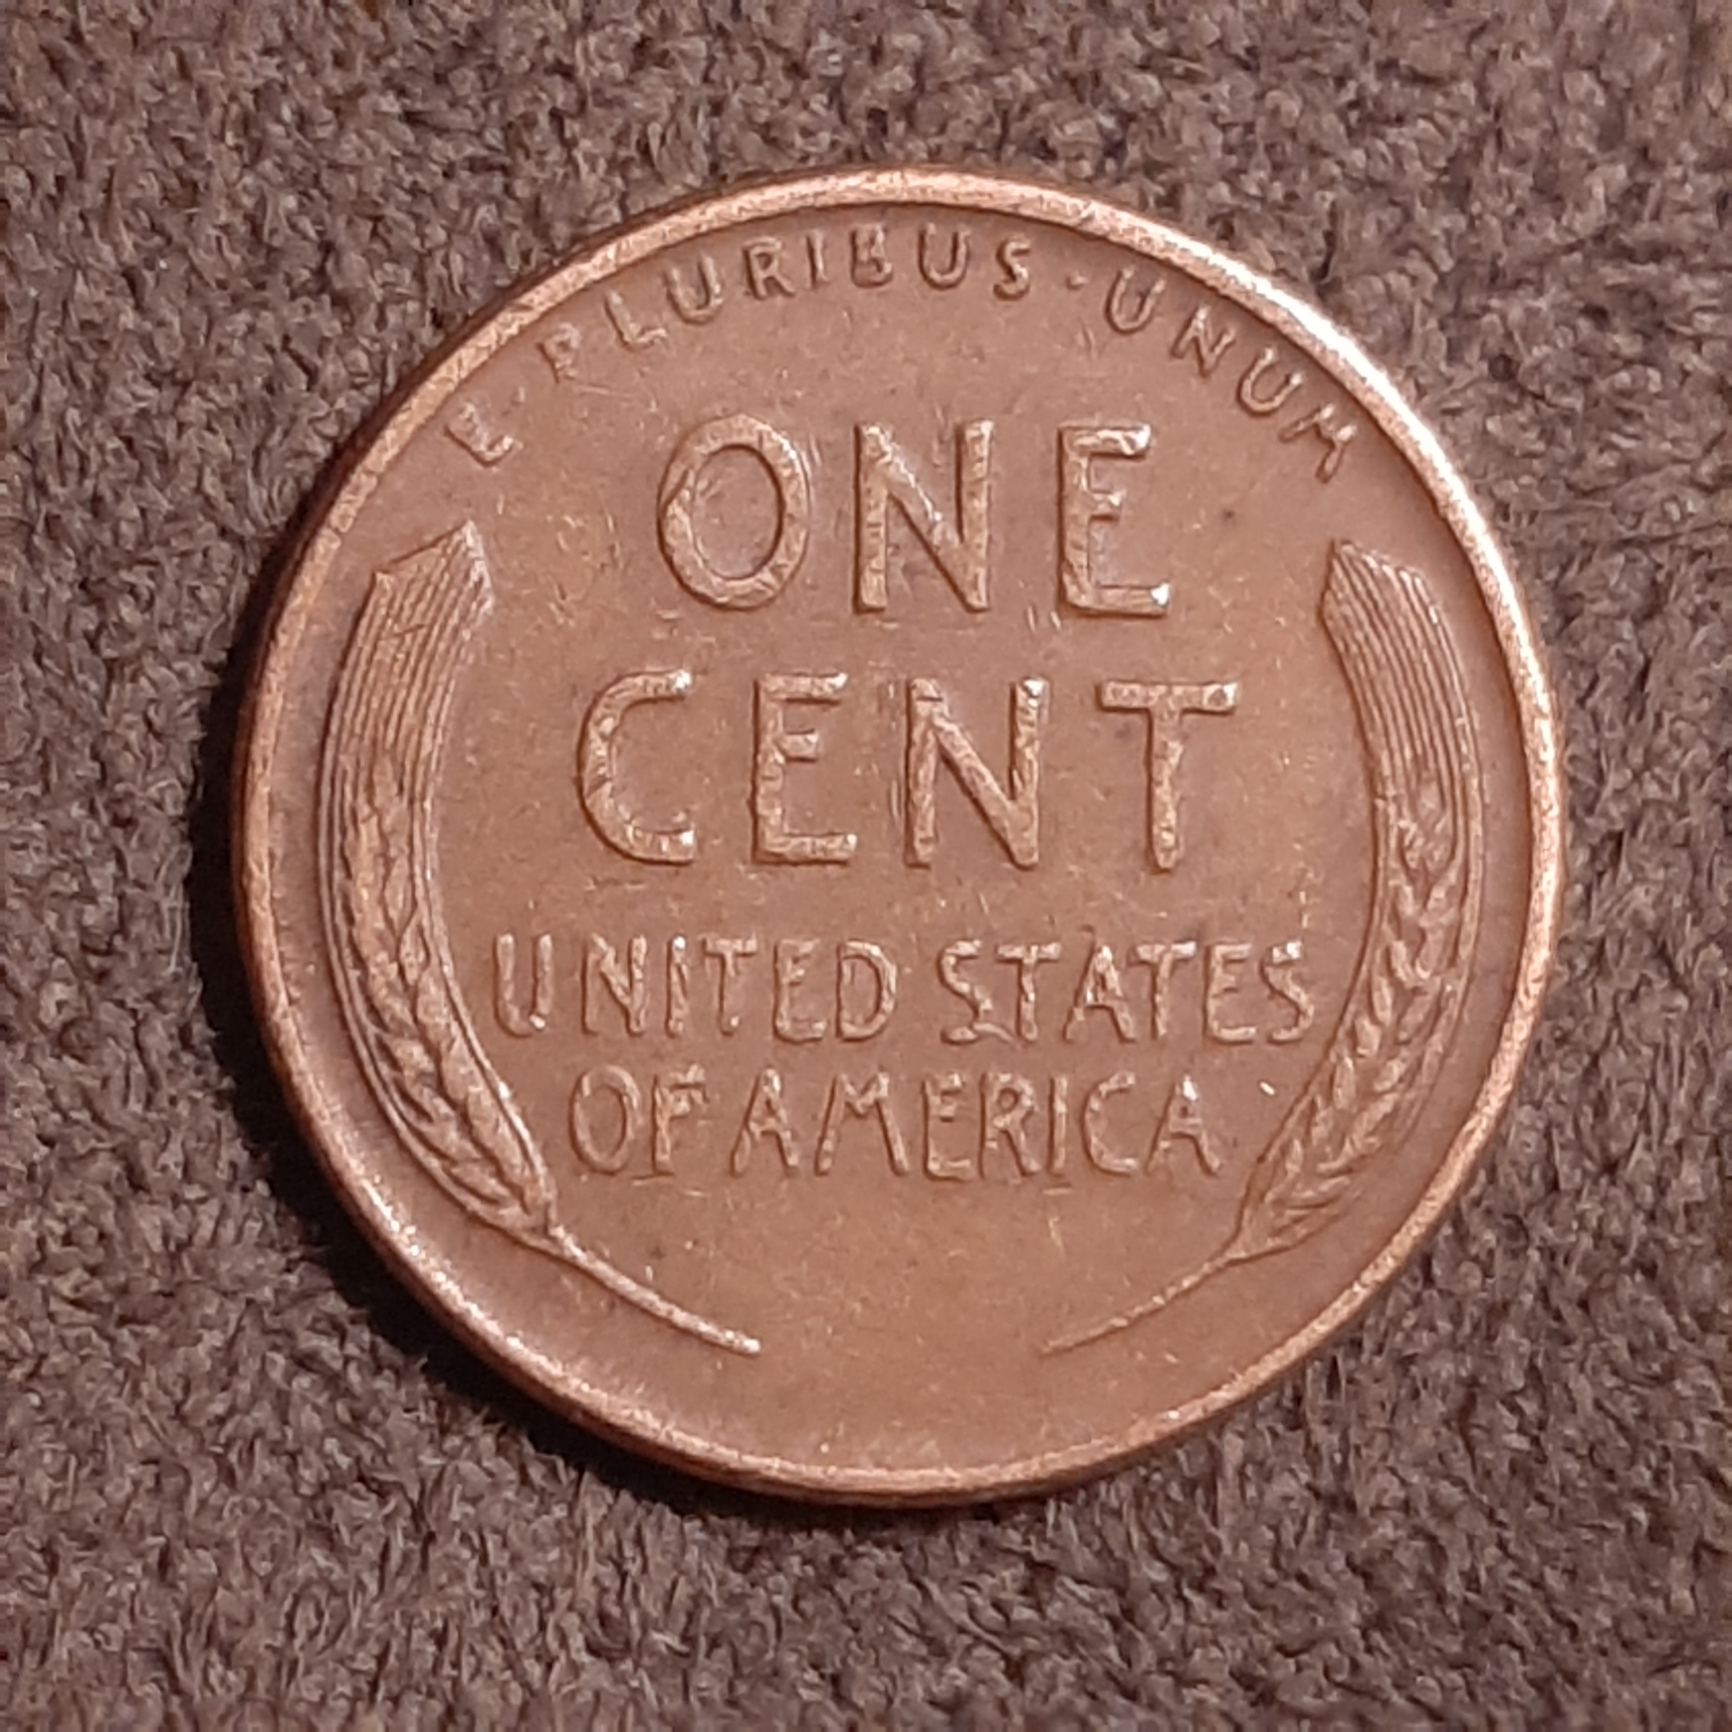 E·PLURIBUS·UNUM
ONE
CENT
UNITED STATES
OF AMERICA